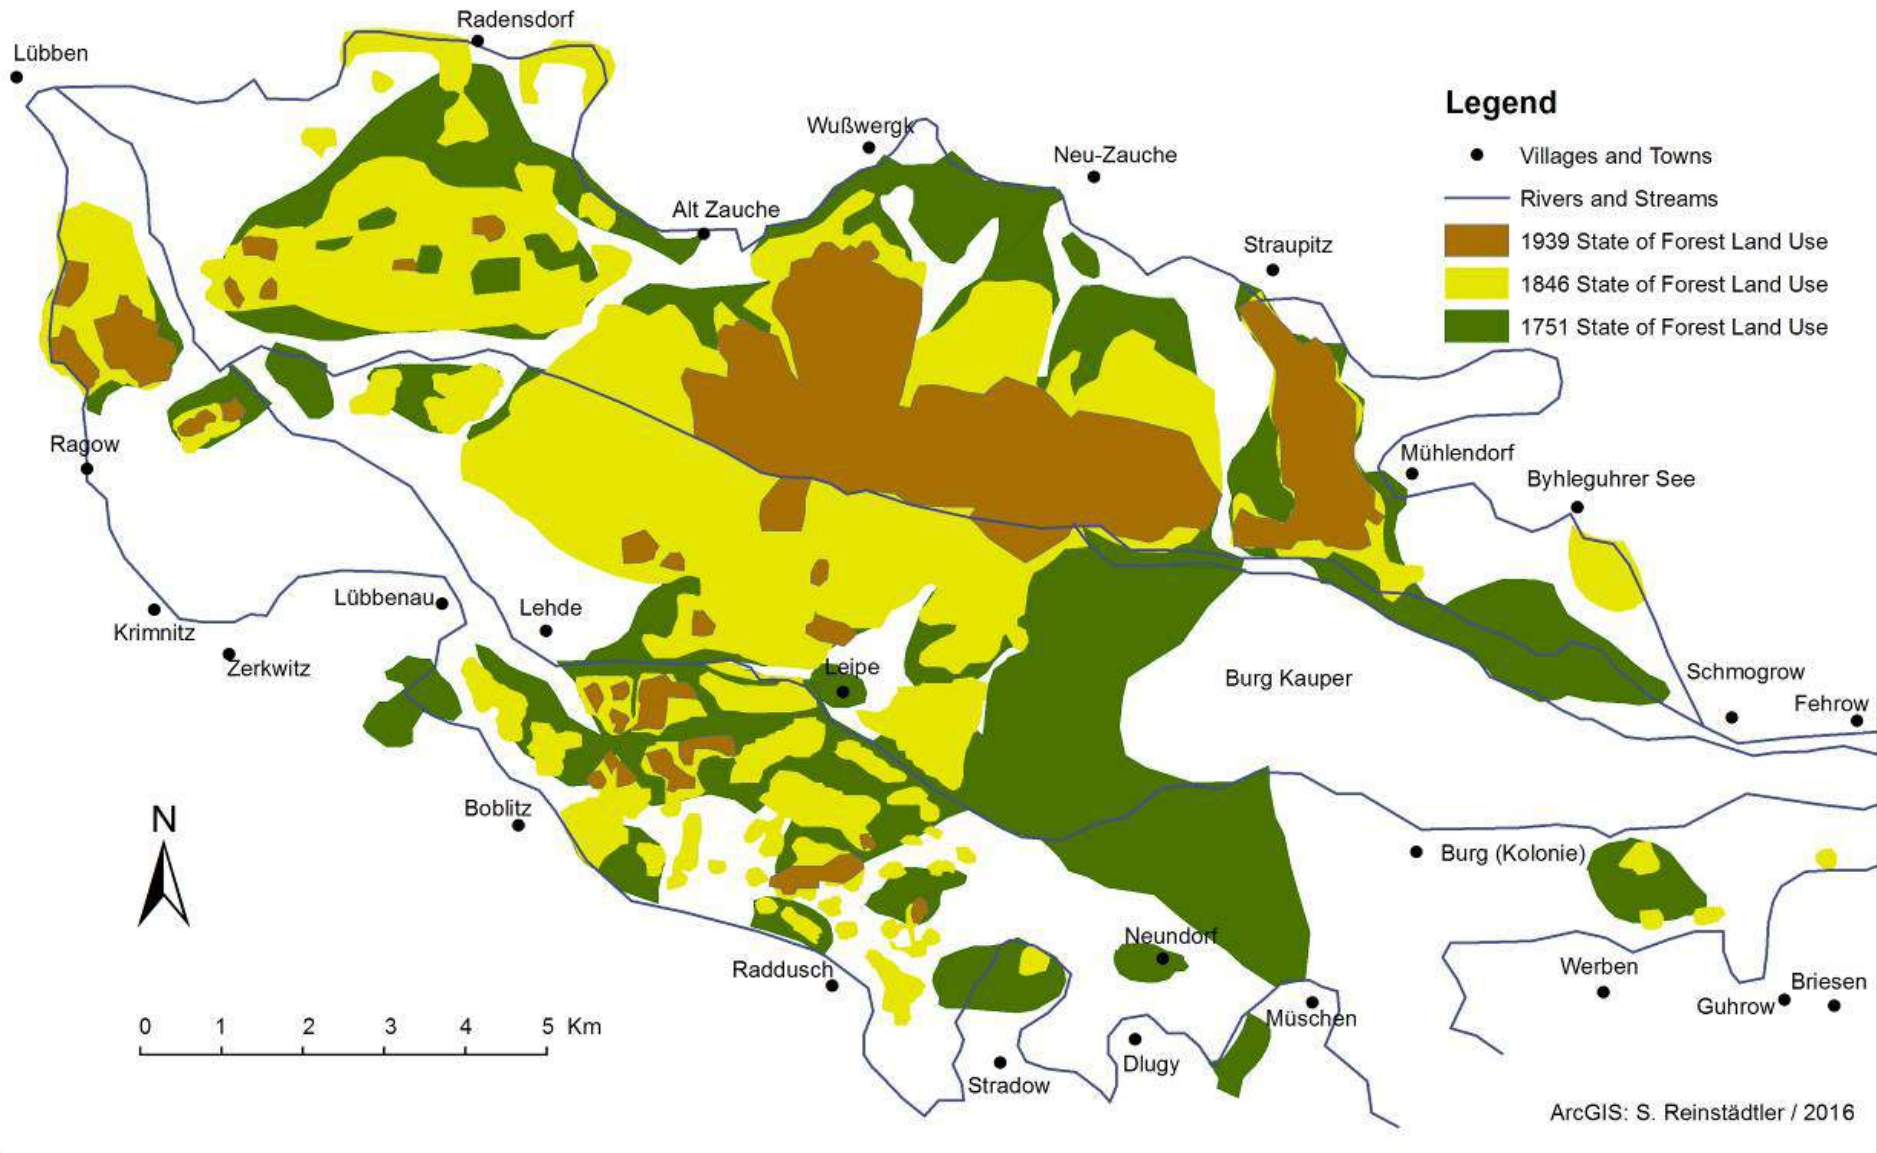 Radensdorf
Lübben
Legend
Wußwergk
Neu-Zauche
Villages and Towns
Rivers and Streams
Alt Zauche
Straupitz
1939 State of Forest Land Use
1846 State of Forest Land Use
1751 State of Forest Land Use
Ragow
Mühlendorf
Byhleguhrer See
Lübbenau
Lehde
Krimnitz
Zerkwitz
Leipe
Burg Kauper
Schmogrow
Fehrow
N
Boblitz
Burg (Kolonie)
Neundorf
Raddusch
Werben
Briesen
Guhrow
Müschen
0 1 2 3 4 5 Km
Dlugy
Stradow
ArcGIS: S. Reinstädtler / 2016